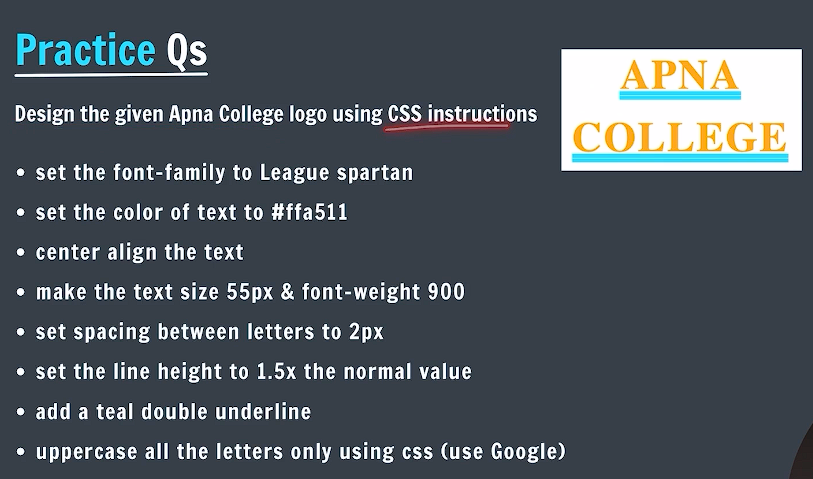 Practice Qs
Design the given Apna College logo using CSS instructions
• set the font-family to League spartan
• set the color of text to #ffa511
• center align the text
• make the text size 55px & font-weight 900
• set spacing between letters to 2px
• set the line height to 1.5x the normal value
• add a teal double underline
• uppercase all the letters only using css (use Google)
APNA
COLLEGE